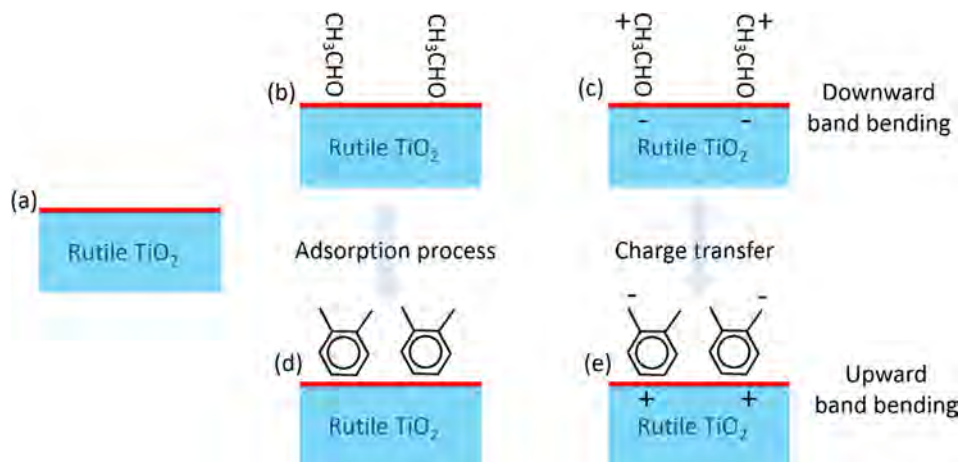 (a)
Rutile TiO₂
(b)
CH₃CHO
CH₃CHO
Rutile TiO₂
(c)
+
CH₃CHO
CH₃CHO
+
-
-
Rutile TiO₂
Downward
band bending
Adsorption process
Charge transfer
(d)
Rutile TiO₂
(e)
-
-
+
+
Rutile TiO₂
Upward
band bending